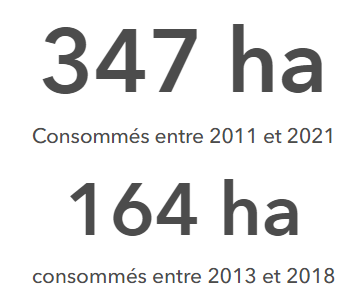 347 ha
Consommés entre 2011 et 2021
164 ha
consommés entre 2013 et 2018